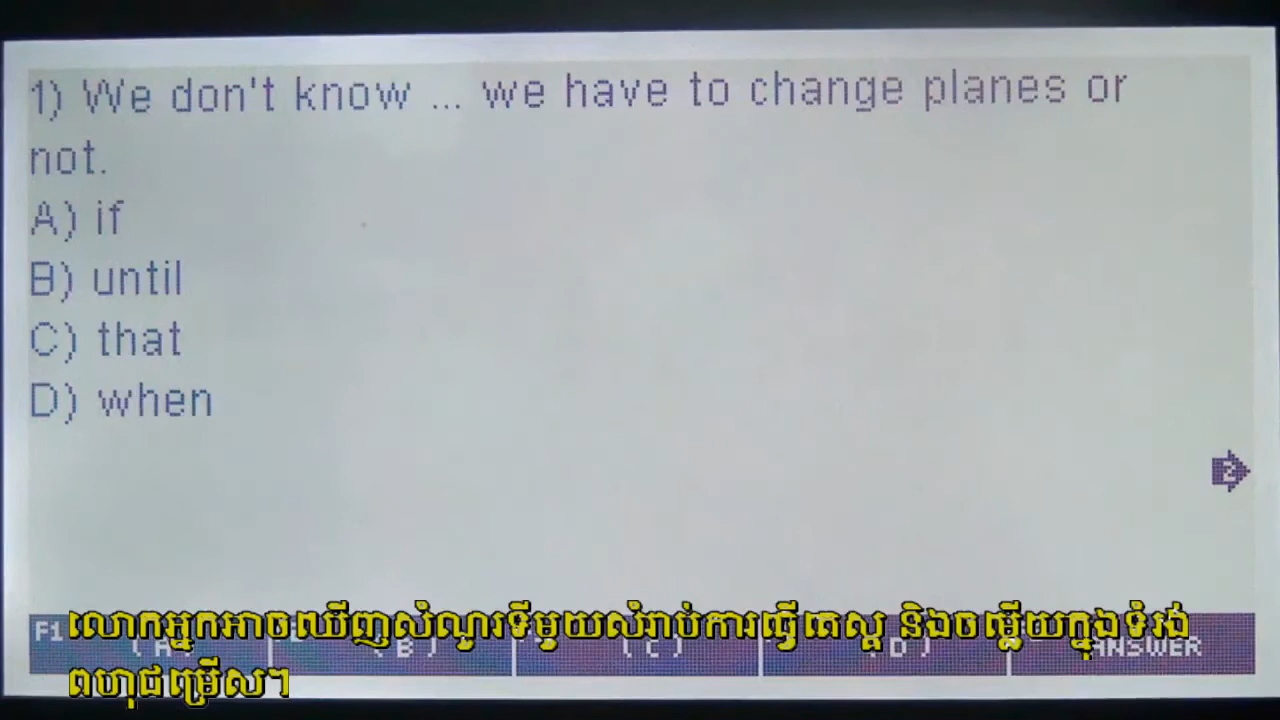 1) We don't know ... we have to change planes or
not.
A) if
B) until
C) that
D) when
2
F1 (A) (B) (C) (D) ANSWER
លោកអ្នកអាចឃើញសំណួរទីមួយសំរាប់ការធ្វើតេស្ត និងចម្លើយក្នុងទំរង់
ពហុជម្រើស។